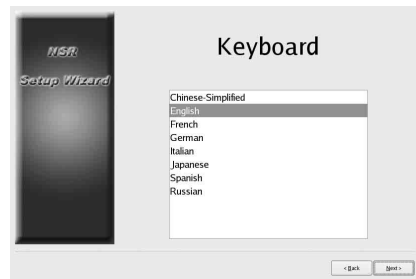 NSR
Setup Wizard
Keyboard
Chinese-Simplified
English
French
German
Italian
Japanese
Spanish
Russian
< Back
Next >